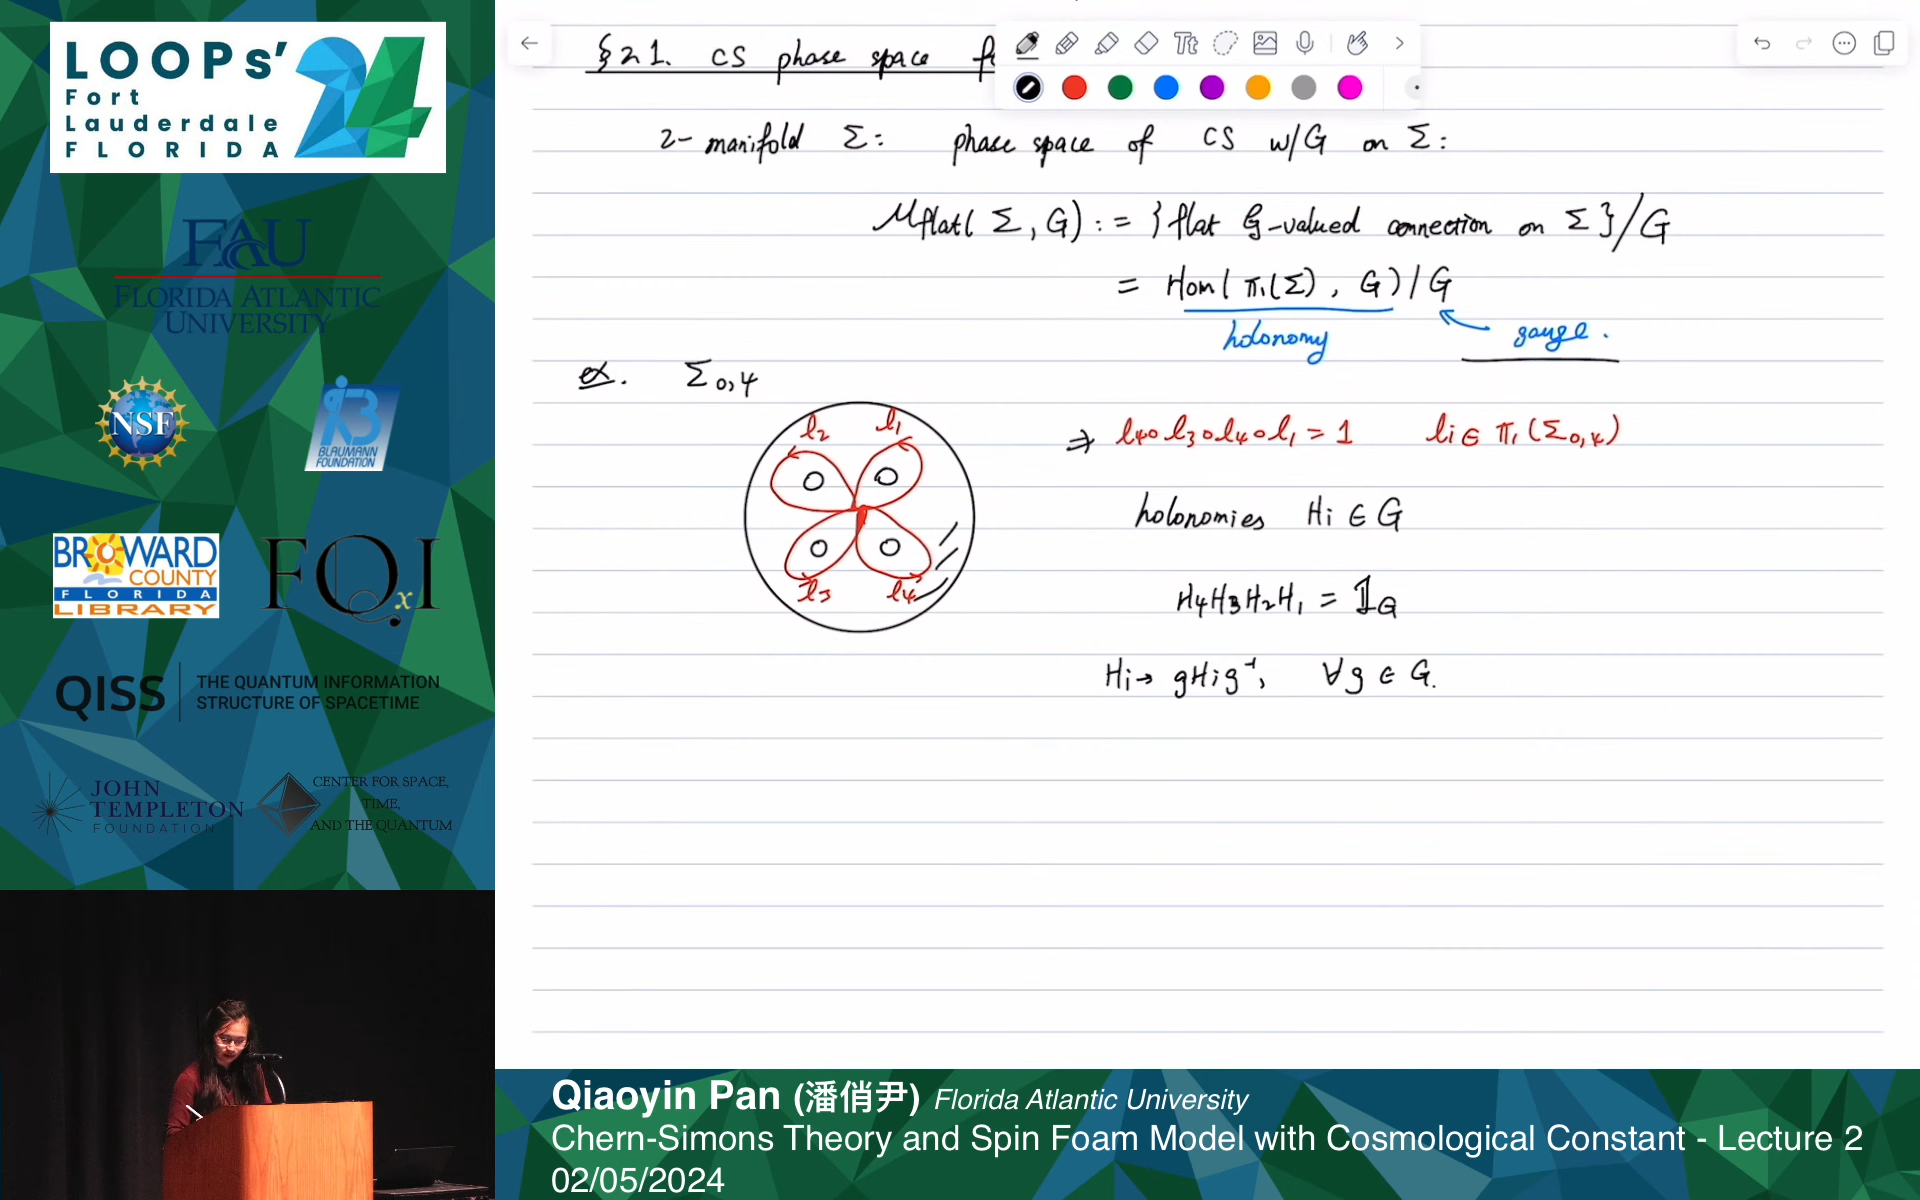 LOOPs'24
Fort
Lauderdale
FLORIDA
FAU
FLORIDA ATLANTIC
UNIVERSITY
NSF
BLAUMANN
FOUNDATION
BROWARD
COUNTY
FLORIDA
LIBRARY
FQxI
QISS
THE QUANTUM INFORMATION
STRUCTURE OF SPACETIME
JOHN
TEMPLETON
FOUNDATION
CENTER FOR SPACE,
TIME,
AND THE QUANTUM
§ 2.1. CS phase space
Tt
2-manifold Σ: phase space of CS w/G on Σ:
Mflat(Σ, G) := {flat G-valued connection on Σ}/G
= Hom(π₁(Σ), G)/G
holonomy
gauge.
ex. Σ₀,₄
l₂ l₁
l₃ l₄
⇒ l₄∘l₃∘l₄∘l₁ = 1 li ∈ π₁(Σ₀,₄)
holonomies Hi ∈ G
H₄H₃H₂H₁ = 𝟙G
Hi → gHig⁻¹, ∀g ∈ G.
Qiaoyin Pan (潘俏尹) Florida Atlantic University
Chern-Simons Theory and Spin Foam Model with Cosmological Constant - Lecture 2
02/05/2024